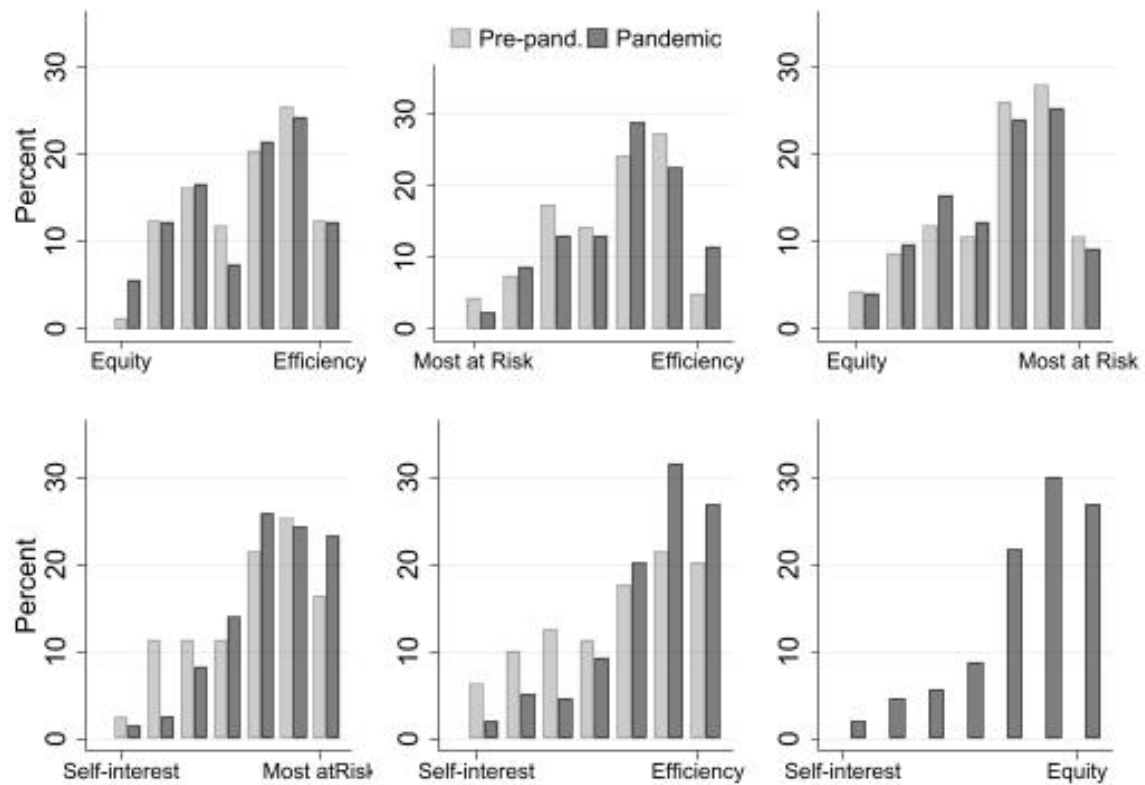 Pre-pand. Pandemic
Percent
30
20
10
0
Equity Efficiency
30
20
10
0
Most at Risk Efficiency
30
20
10
0
Equity Most at Risk
Percent
30
20
10
0
Self-interest Most atRisk
30
20
10
0
Self-interest Efficiency
30
20
10
0
Self-interest Equity